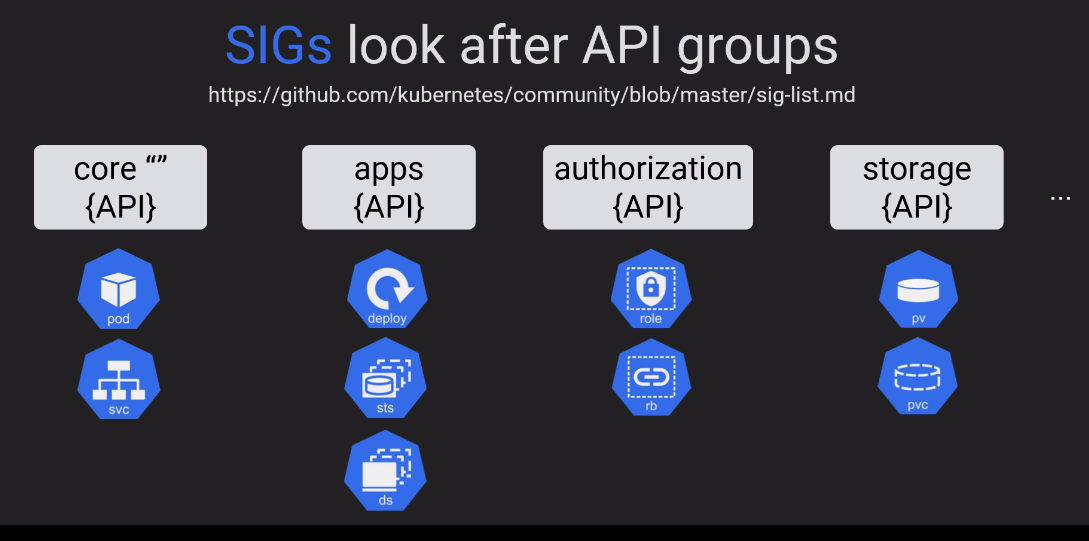 SIGs look after API groups
https://github.com/kubernetes/community/blob/master/sig-list.md
core “”
{API}
apps
{API}
authorization
{API}
storage
{API}
...
pod
deploy
role
pv
svc
sts
rb
pvc
ds